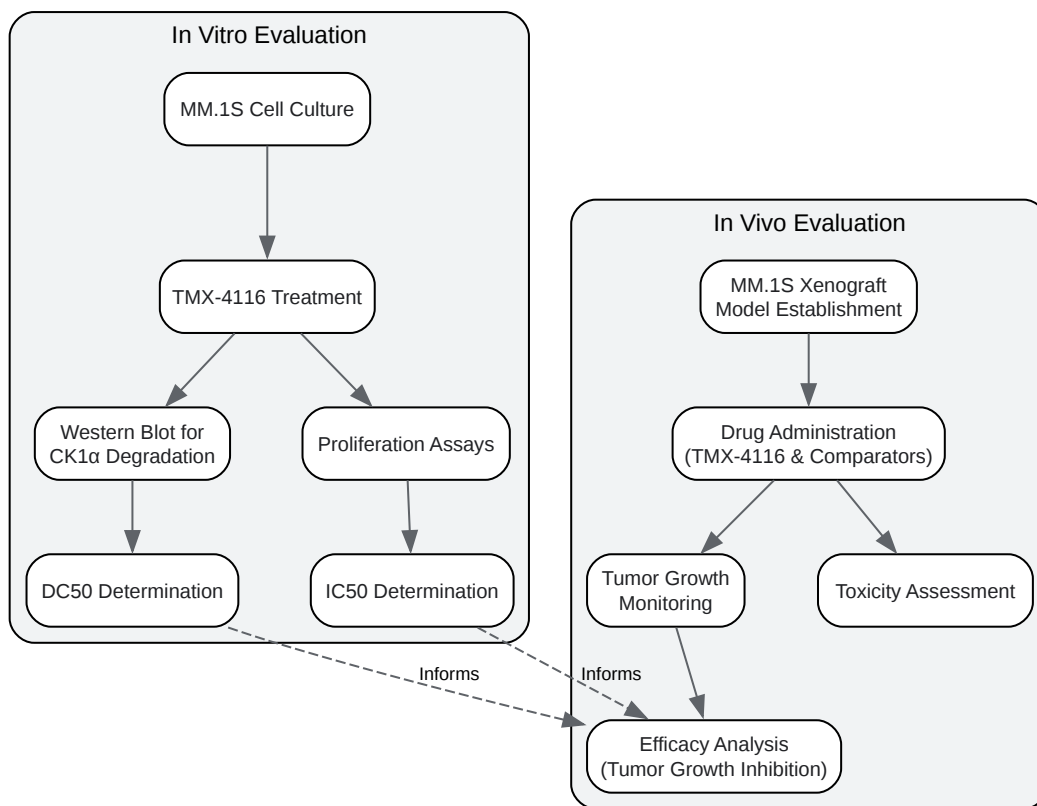 In Vitro Evaluation
MM.1S Cell Culture
TMX-4116 Treatment
Western Blot for
CK1α Degradation
Proliferation Assays
DC50 Determination
IC50 Determination
In Vivo Evaluation
MM.1S Xenograft
Model Establishment
Drug Administration
(TMX-4116 & Comparators)
Tumor Growth
Monitoring
Toxicity Assessment
Informs
Informs
Efficacy Analysis
(Tumor Growth Inhibition)